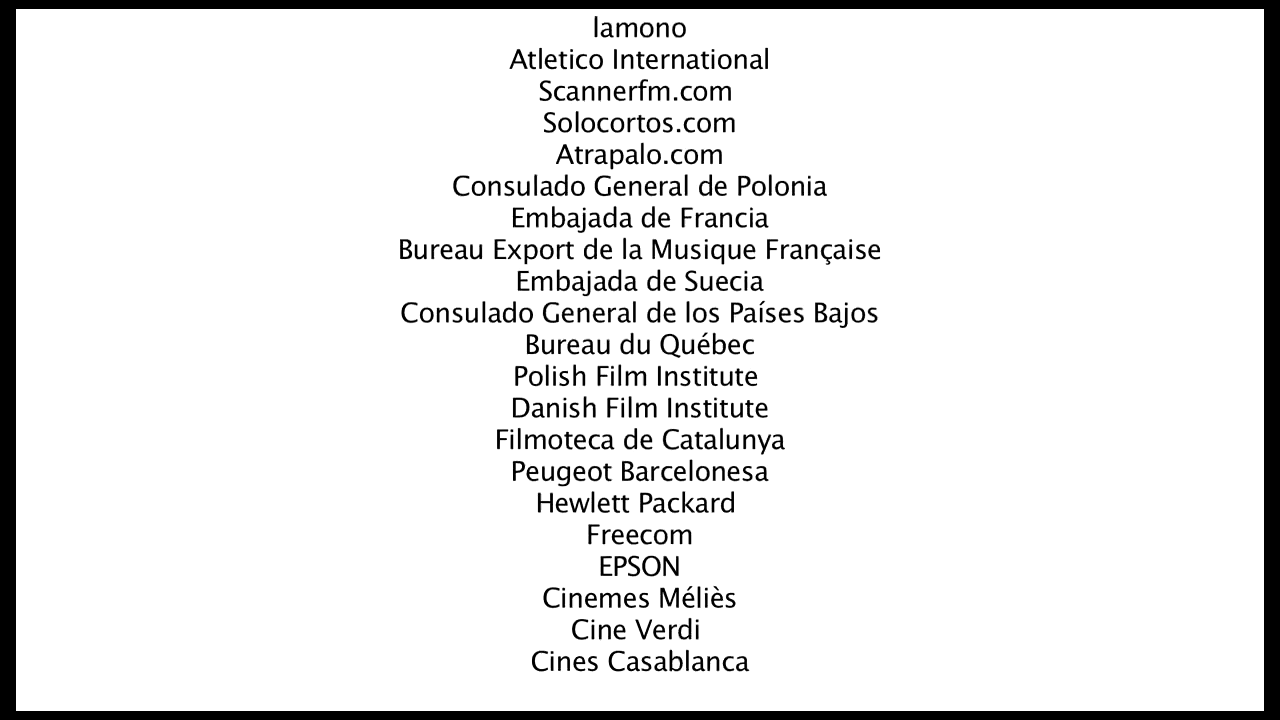 lamono
Atletico International
Scannerfm.com
Solocortos.com
Atrapalo.com
Consulado General de Polonia
Embajada de Francia
Bureau Export de la Musique Française
Embajada de Suecia
Consulado General de los Países Bajos
Bureau du Québec
Polish Film Institute
Danish Film Institute
Filmoteca de Catalunya
Peugeot Barcelonesa
Hewlett Packard
Freecom
EPSON
Cinemes Méliès
Cine Verdi
Cines Casablanca